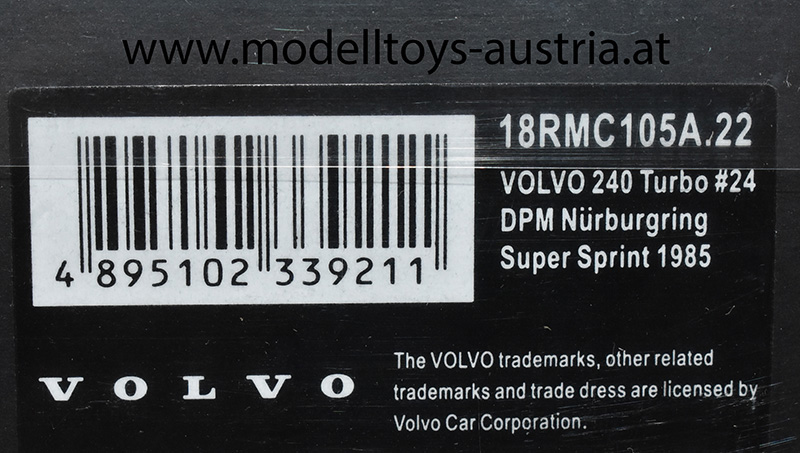 www.modelltoys-austria.at
18RMC105A.22
VOLVO 240 Turbo #24
DPM Nürburgring
Super Sprint 1985
4 895102 339211
VOLVO
The VOLVO trademarks, other related
trademarks and trade dress are licensed by
Volvo Car Corporation.